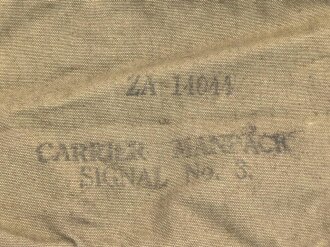 ZA-14044
CARRIER MANPACK
SIGNAL No. 3.